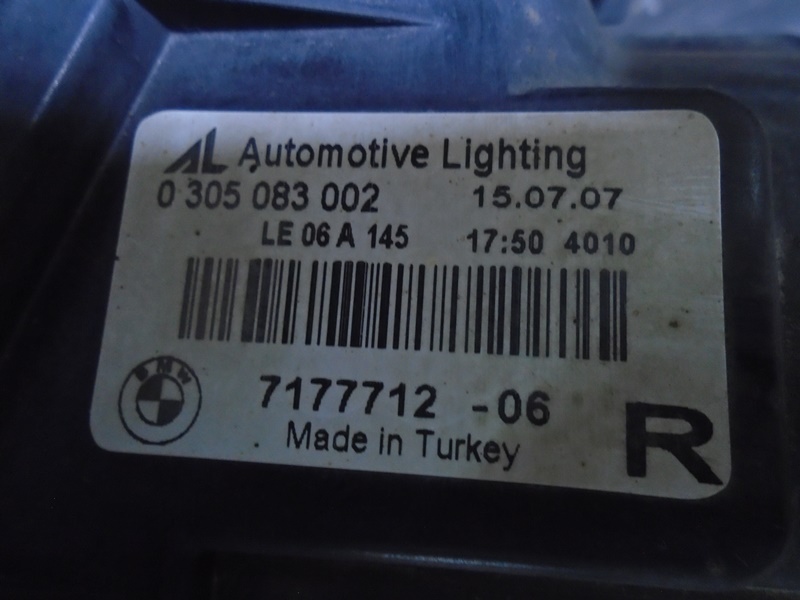 AL Automotive Lighting
0 305 083 002 15.07.07
LE 06 A 145 17:50 4010
BMW
7177712 -06
Made in Turkey
R